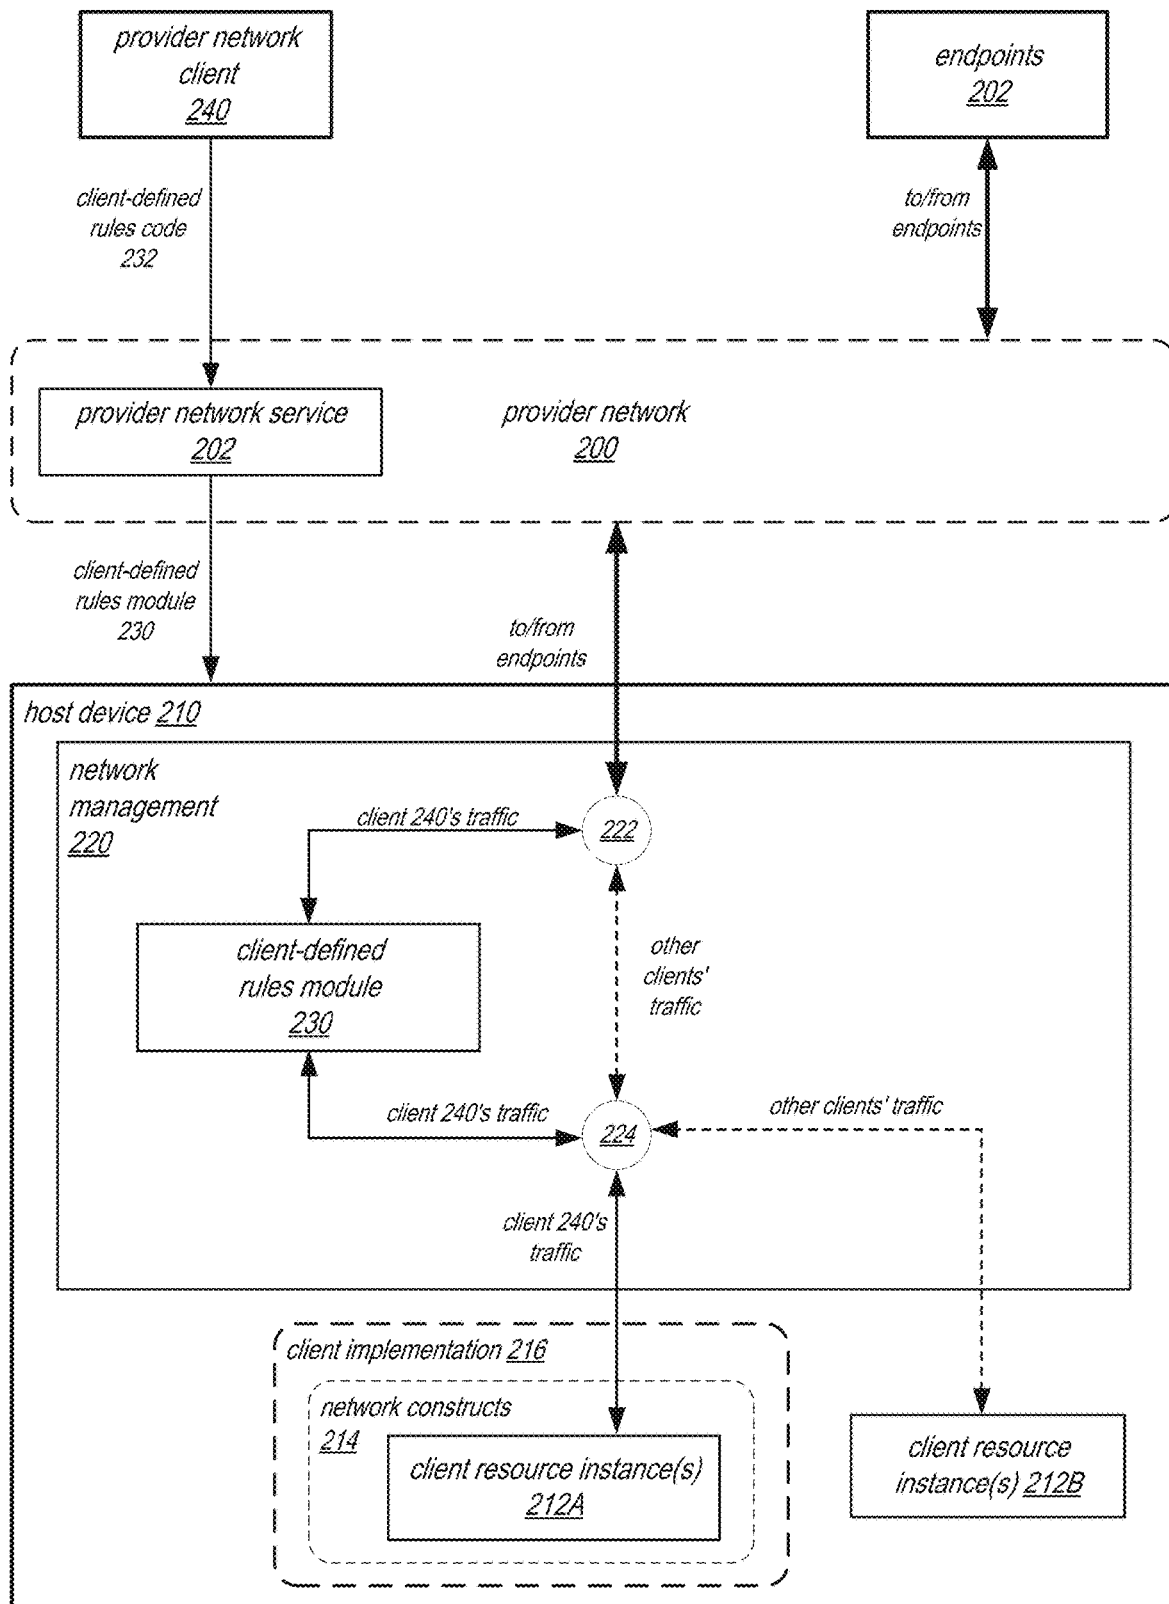 provider network
client
240
endpoints
202
client-defined
rules code
232
to/from
endpoints
provider network service
202
provider network
200
client-defined
rules module
230
to/from
endpoints
host device 210
network
management
220
client 240's traffic
222
client-defined
rules module
230
other
clients'
traffic
client 240's traffic
224
other clients' traffic
client 240's
traffic
client implementation 216
network constructs
214
client resource instance(s)
212A
client resource
instance(s) 212B